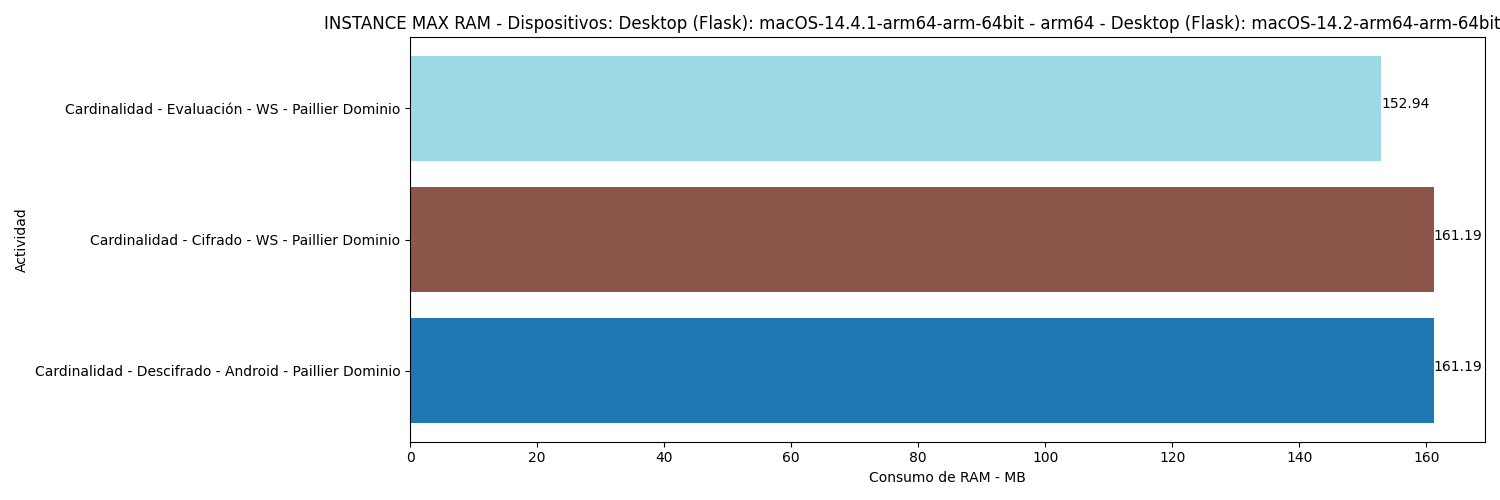 INSTANCE MAX RAM - Dispositivos: Desktop (Flask): macOS-14.4.1-arm64-arm-64bit - arm64 - Desktop (Flask): macOS-14.2-arm64-arm-64bit
Cardinalidad - Evaluación - WS - Paillier Dominio
152.94
Cardinalidad - Cifrado - WS - Paillier Dominio
161.19
Cardinalidad - Descifrado - Android - Paillier Dominio
161.19
Actividad
0 20 40 60 80 100 120 140 160
Consumo de RAM - MB